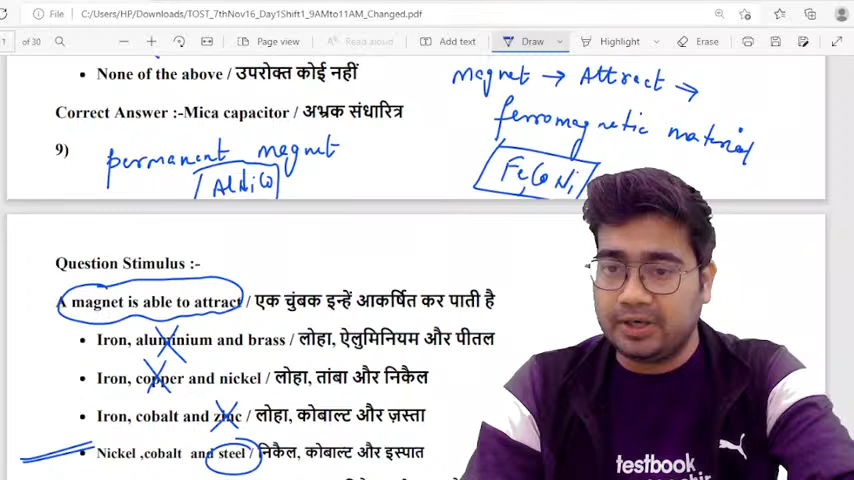 C:/Users/HP/Downloads/TOST_7thNov16_Day1Shift1_9AMto11AM_Changed.pdf
1 of 30
Page view
Read aloud
Add text
Draw
Highlight
Erase
• None of the above / उपरोक्त कोई नहीं
Correct Answer :-Mica capacitor / अभ्रक संधारित्र
9)
permanent magnet
AlNiCo
magnet → Attract →
ferromagnetic material
Fe Co Ni
Question Stimulus :-
A magnet is able to attract / एक चुंबक इन्हें आकर्षित कर पाती है
• Iron, aluminium and brass / लोहा, ऐलुमिनियम और पीतल
• Iron, copper and nickel / लोहा, तांबा और निकैल
• Iron, cobalt and zinc / लोहा, कोबाल्ट और ज़स्ता
• Nickel ,cobalt and steel / निकैल, कोबाल्ट और इस्पात
testbook